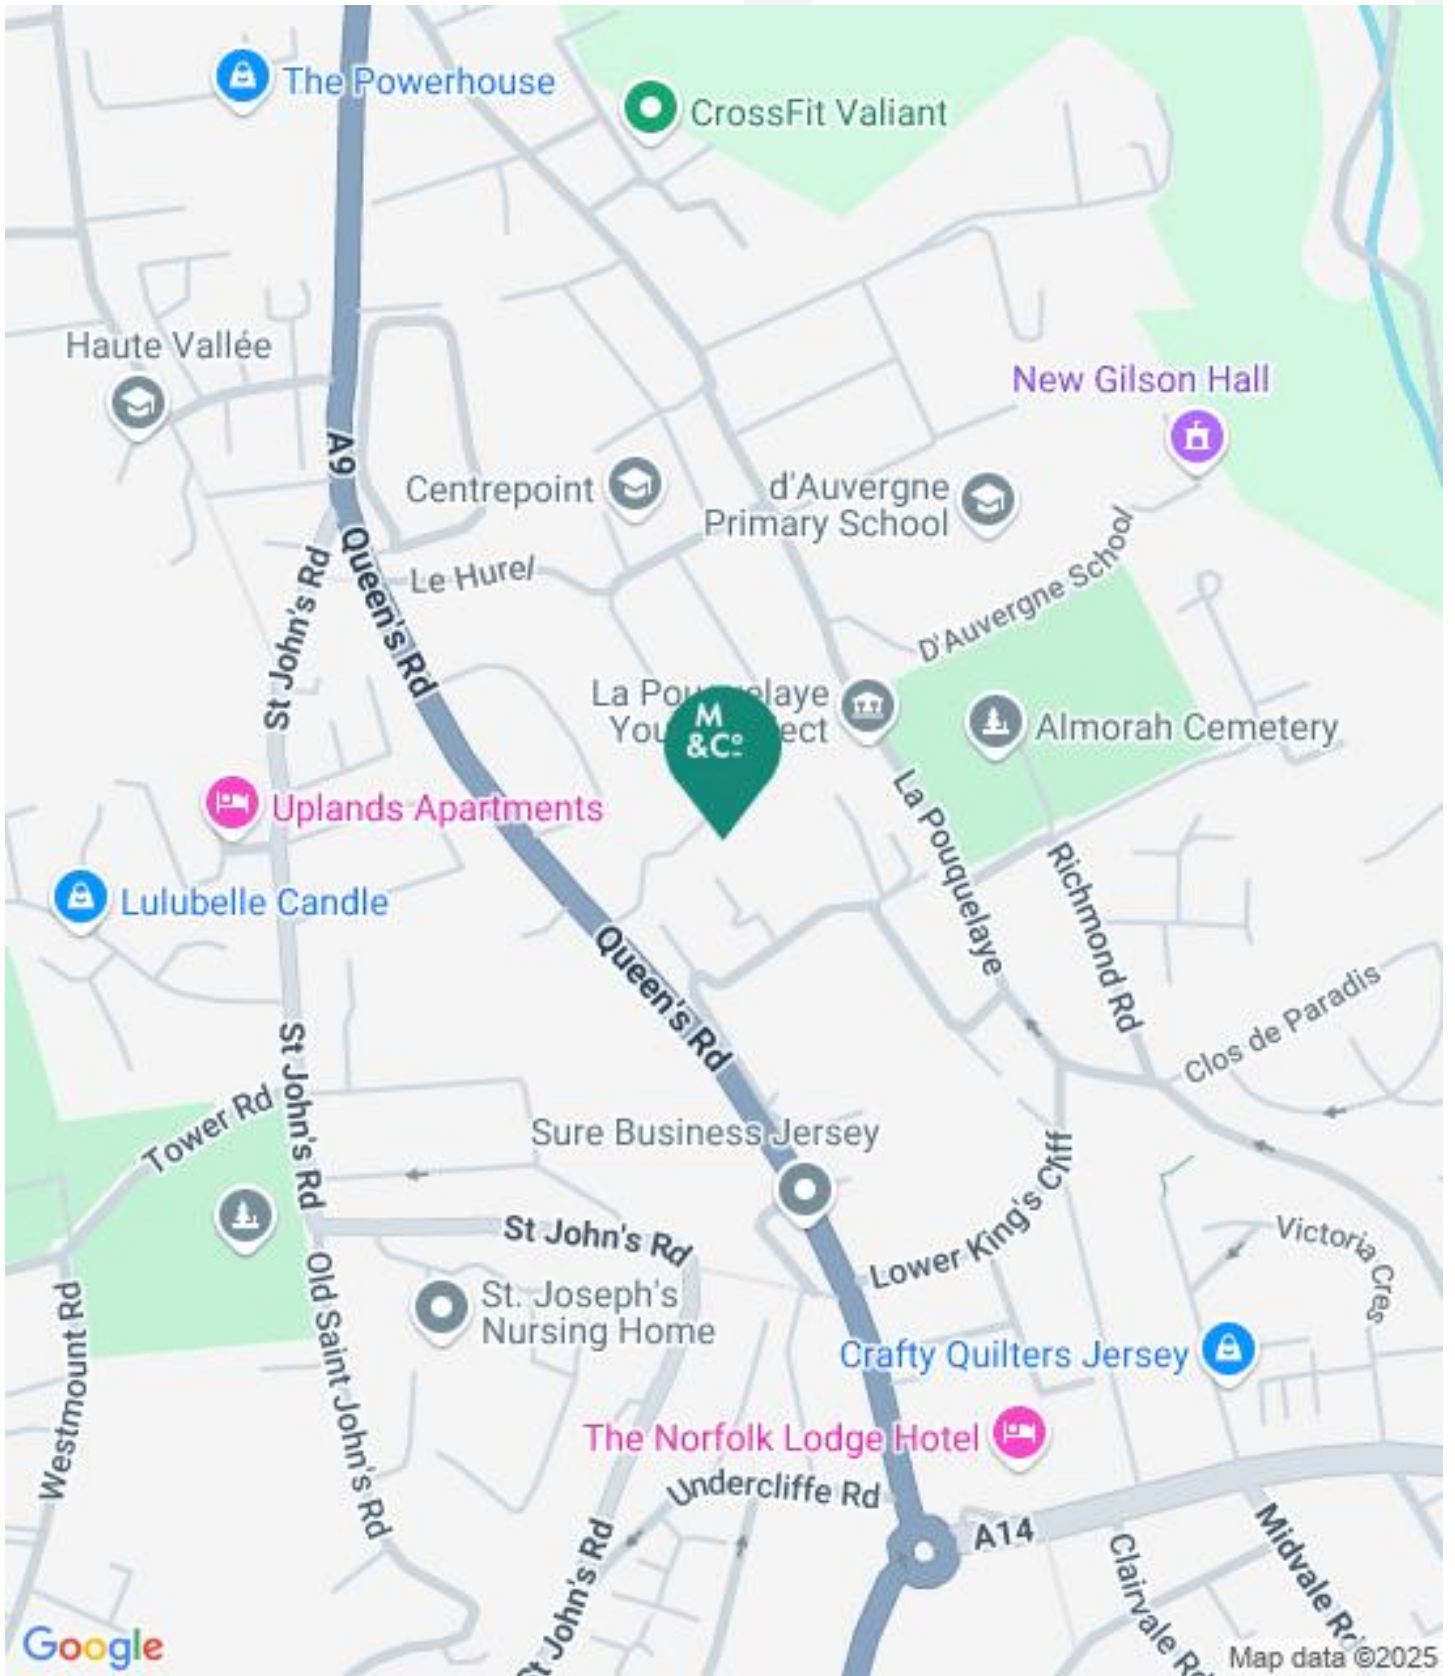 The Powerhouse
CrossFit Valiant
Haute Vallée
New Gilson Hall
A9
Centrepoint
d'Auvergne
Primary School
Queen's Rd
Le Hurel
St John's Rd
D'Auvergne School
La Pouquelaye
You ect
M
&Co
Almorah Cemetery
Uplands Apartments
La Pouquelaye
Richmond Rd
Lulubelle Candle
Queen's Rd
Clos de Paradis
St John's Rd
Tower Rd
Sure Business Jersey
Lower King's Cliff
Victoria Cres
St John's Rd
Old Saint John's Rd
Westmount Rd
St. Joseph's
Nursing Home
Crafty Quilters Jersey
The Norfolk Lodge Hotel
Undercliffe Rd
A14
St John's Rd
Clairvale Rd
Midvale Rd
Google
Map data ©2025